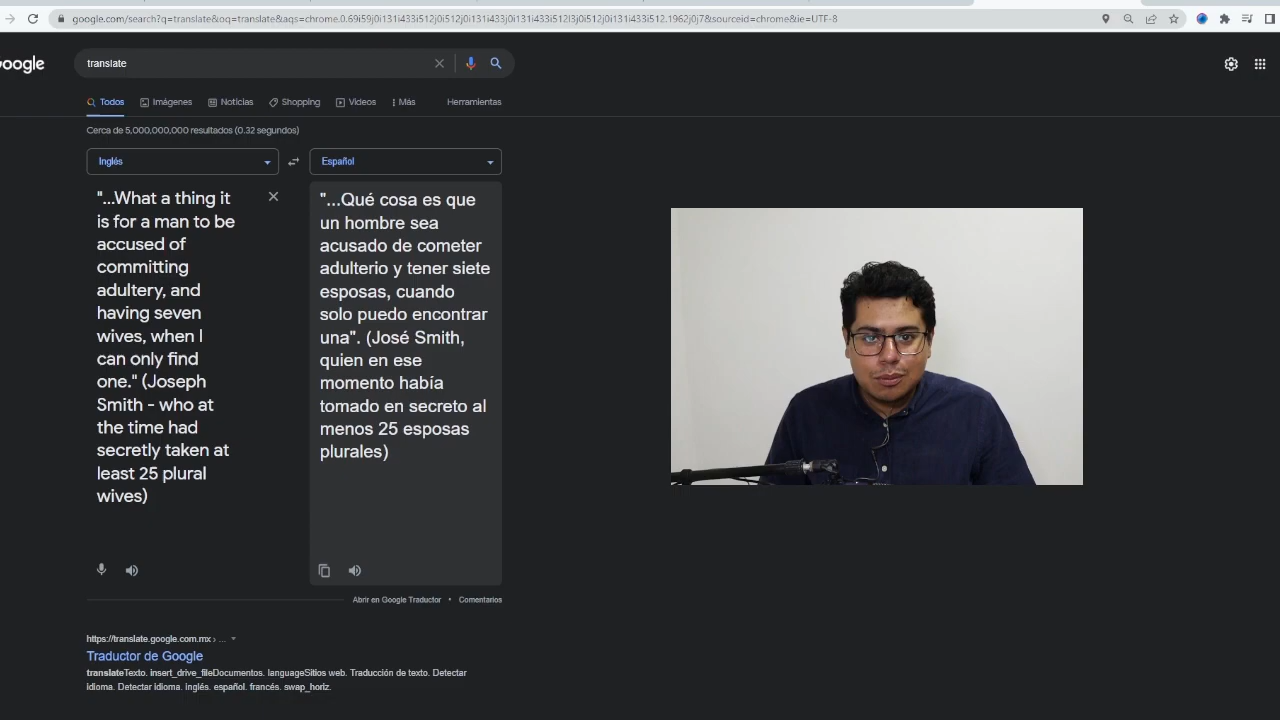 google.com/search?q=translate&oq=translate&aqs=chrome.0.69i59j0i131i433i512j0i512j0i131i433j0i131i433i512l3j0i512j0i131i433i512.1962j0j7&sourceid=chrome&ie=UTF-8
oogle
translate
Todos Imágenes Noticias Shopping Videos Más Herramientas
Cerca de 5,000,000,000 resultados (0.32 segundos)
Inglés
Español
"...What a thing it
is for a man to be
accused of
committing
adultery, and
having seven
wives, when I
can only find
one." (Joseph
Smith - who at
the time had
secretly taken at
least 25 plural
wives)
"...Qué cosa es que
un hombre sea
acusado de cometer
adulterio y tener siete
esposas, cuando
solo puedo encontrar
una". (José Smith,
quien en ese
momento había
tomado en secreto al
menos 25 esposas
plurales)
Abrir en Google Traductor • Comentarios
https://translate.google.com.mx › ...
Traductor de Google
translateTexto. insert_drive_fileDocumentos. languageSitios web. Traducción de texto. Detectar
idioma. Detectar idioma. inglés. español. francés. swap_horiz.